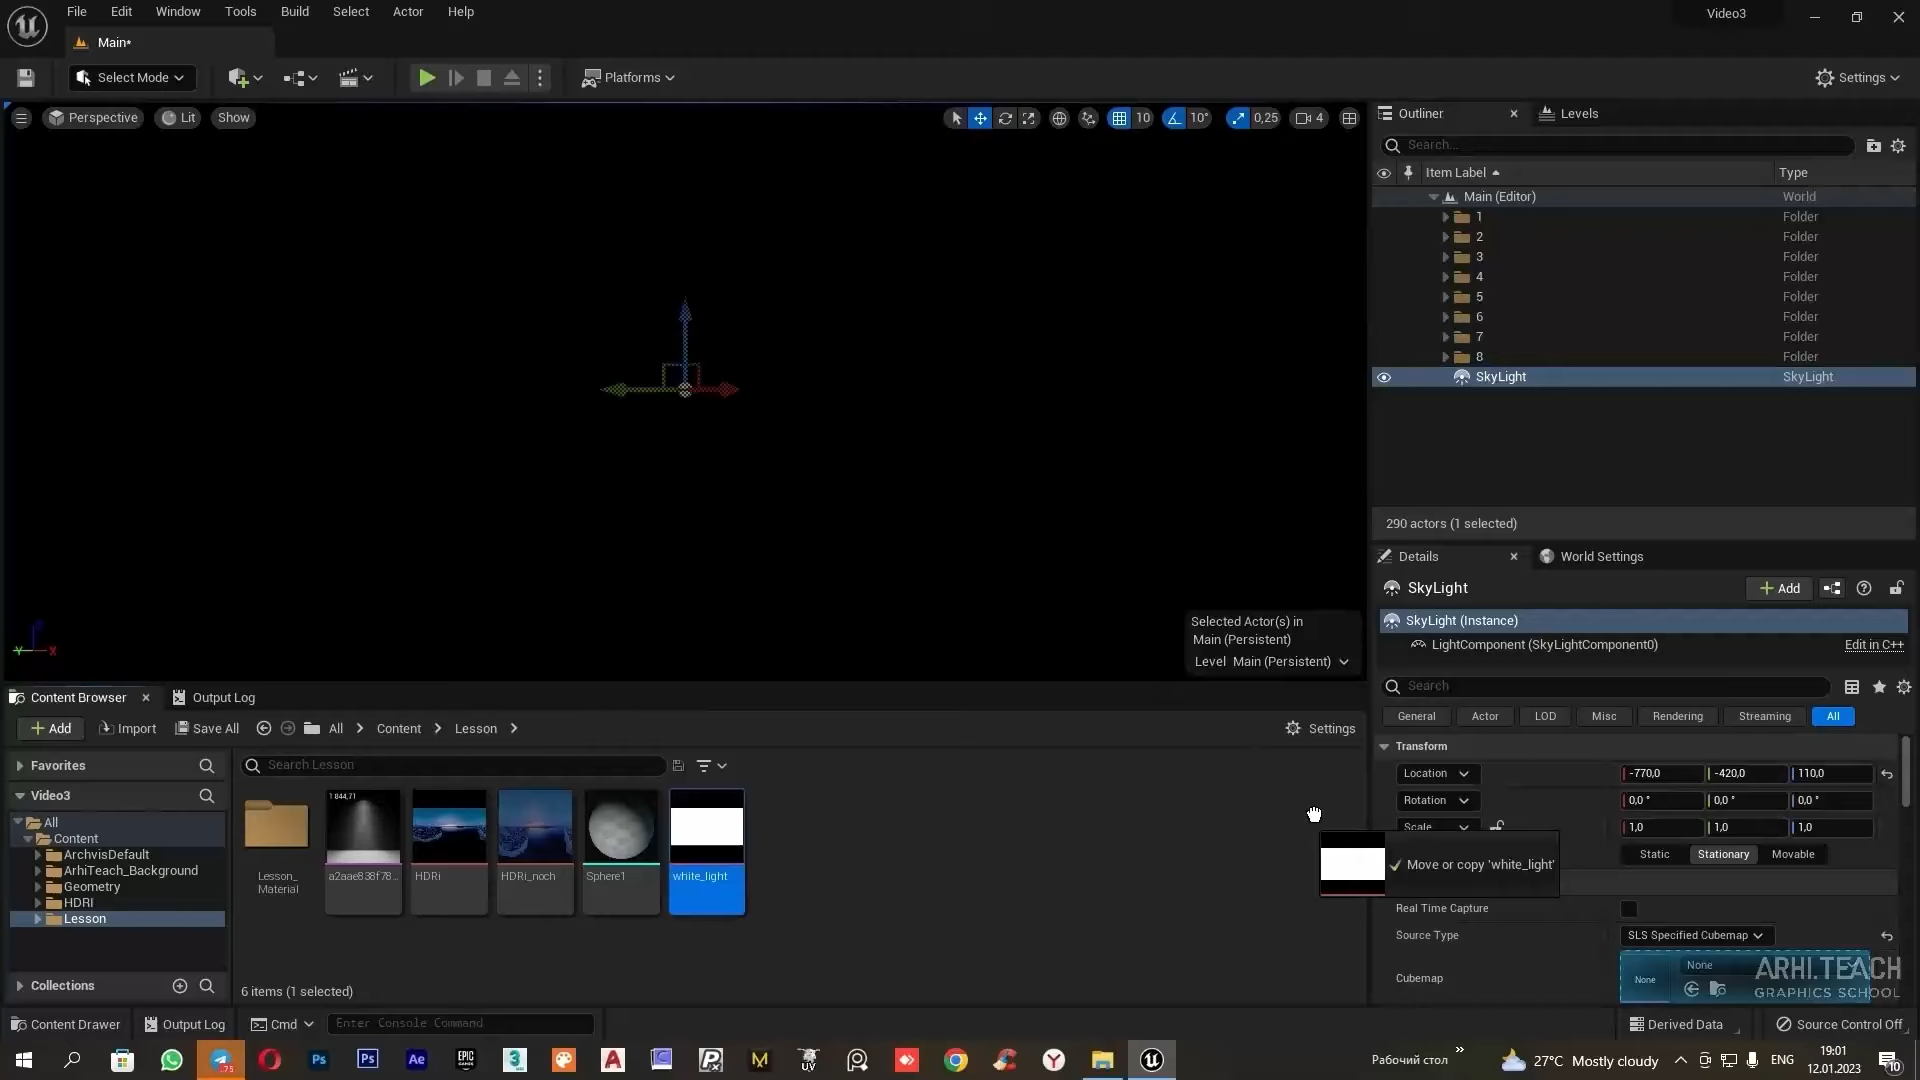 File Edit Window Tools Build Select Actor Help
Video3
Main*
Select Mode
Platforms
Settings
Perspective Lit Show
10 10° 0,25 4
Outliner Levels
Search...
Item Label Type
Main (Editor) World
1 Folder
2 Folder
3 Folder
4 Folder
5 Folder
6 Folder
7 Folder
8 Folder
SkyLight SkyLight
290 actors (1 selected)
Selected Actor(s) in
Main (Persistent)
Level Main (Persistent)
X
Details World Settings
SkyLight
Add
SkyLight (Instance)
LightComponent (SkyLightComponent0) Edit in C++
Search
General Actor LOD Misc Rendering Streaming All
Transform
Location -770,0 -420,0 110,0
Rotation 0,0 ° 0,0 ° 0,0 °
Scale 1,0 1,0 1,0
Static Stationary Movable
Move or copy 'white_light'
Real Time Capture
Source Type SLS Specified Cubemap
Cubemap None None
ARHI.TEACH
GRAPHICS SCHOOL
Content Browser Output Log
Add Import Save All All Content Lesson Settings
Favorites
Video3
All
Content
ArchvisDefault
ArhiTeach_Background
Geometry
HDRI
Lesson
Collections
Search Lesson
1 844,71
Lesson_
Material
a2aae838f78...
HDRi
HDRi_noch
Sphere1
white_light
6 items (1 selected)
Content Drawer Output Log Cmd Enter Console Command Derived Data Source Control Off
Рабочий стол
27°C Mostly cloudy
ENG
19:01
12.01.2023
10